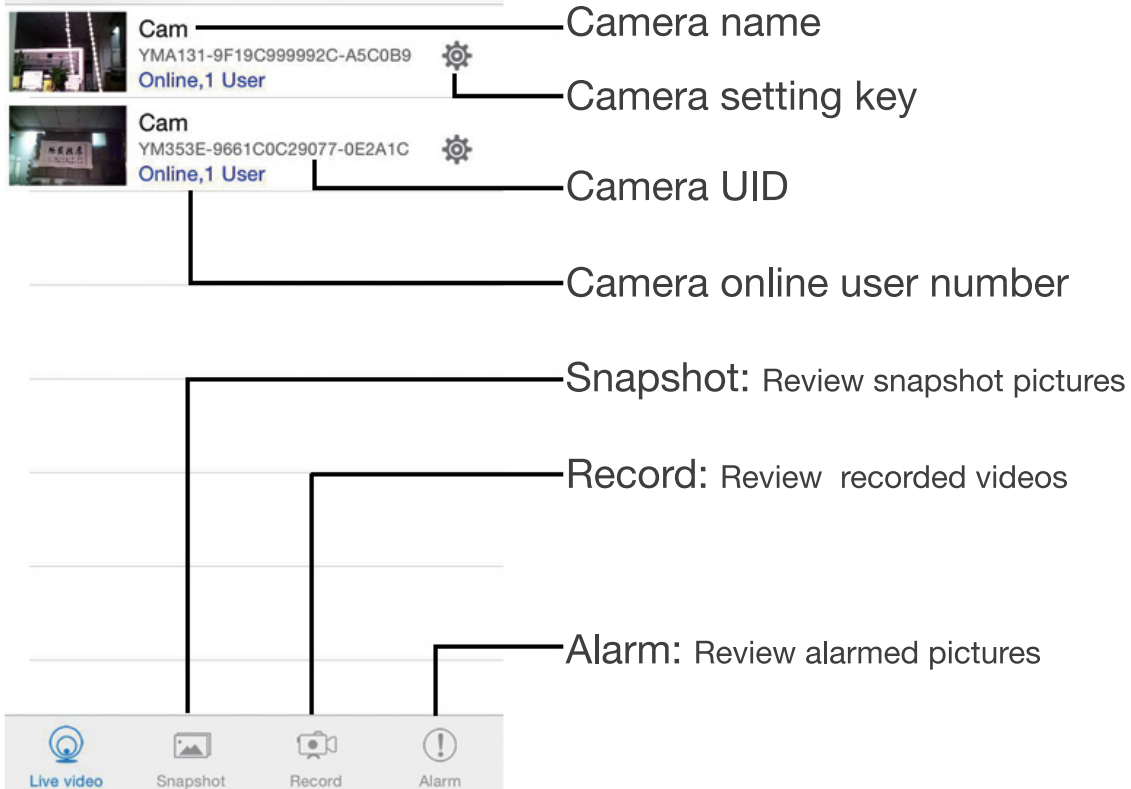 Cam
YMA131-9F19C999992C-A5C0B9
Online,1 User
Camera name
Camera setting key
Cam
YM353E-9661C0C29077-0E2A1C
Online,1 User
Camera UID
Camera online user number
Snapshot: Review snapshot pictures
Record: Review recorded videos
Alarm: Review alarmed pictures
Live video Snapshot Record Alarm